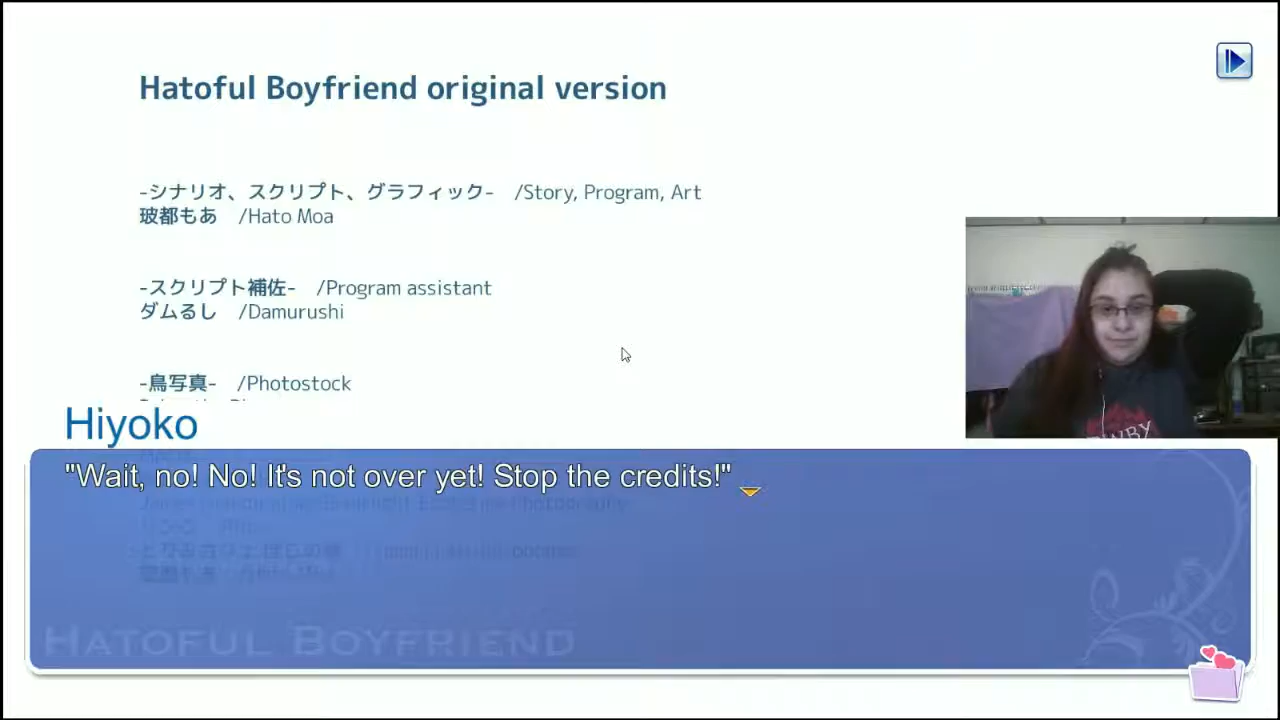 Hatoful Boyfriend original version
-シナリオ、スクリプト、グラフィック- /Story, Program, Art
玻都もあ /Hato Moa
-スクリプト補佐- /Program assistant
ダムるし /Damurushi
-鳥写真- /Photostock
Hiyoko
"Wait, no! No! It's not over yet! Stop the credits!"
HATOFUL BOYFRIEND